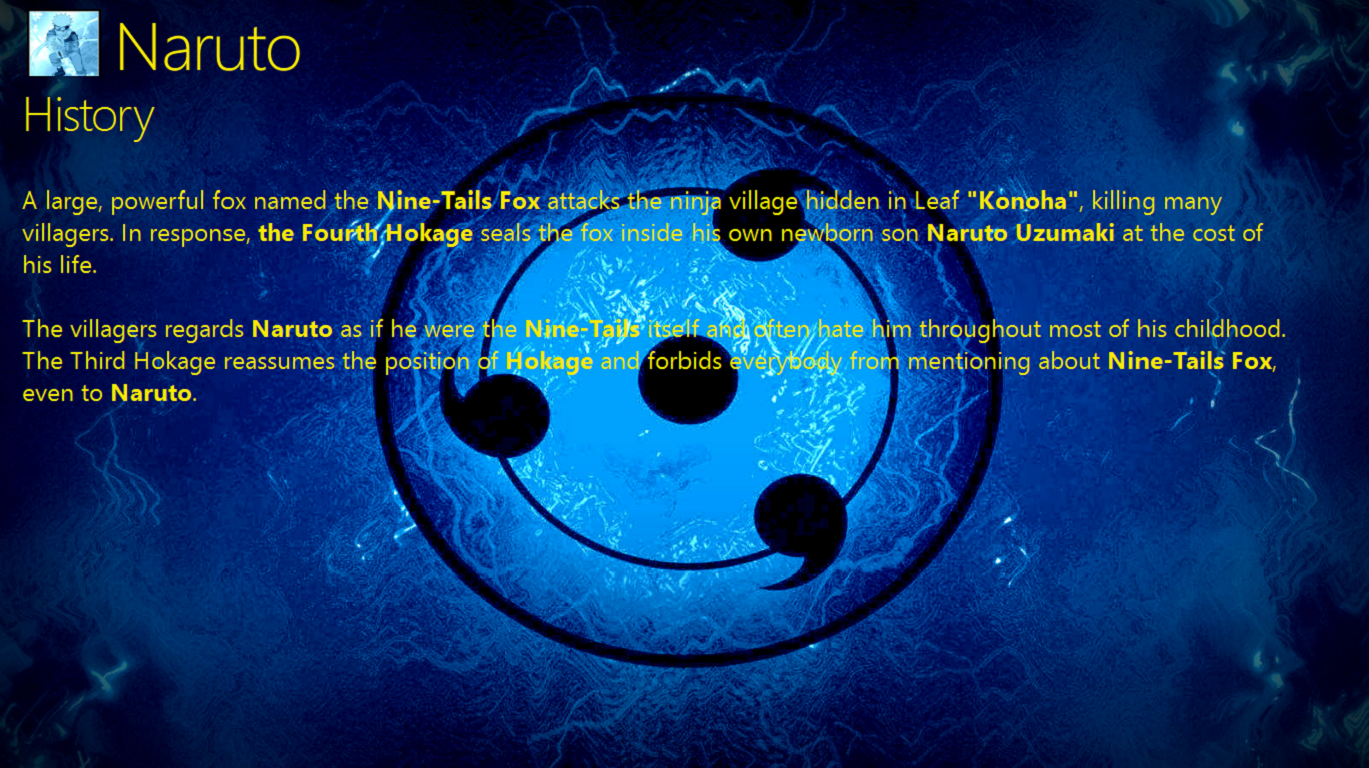 Naruto
History
A large, powerful fox named the Nine-Tails Fox attacks the ninja village hidden in Leaf "Konoha", killing many
villagers. In response, the Fourth Hokage seals the fox inside his own newborn son Naruto Uzumaki at the cost of
his life.
The villagers regards Naruto as if he were the Nine-Tails itself and often hate him throughout most of his childhood.
The Third Hokage reassumes the position of Hokage and forbids everybody from mentioning about Nine-Tails Fox,
even to Naruto.